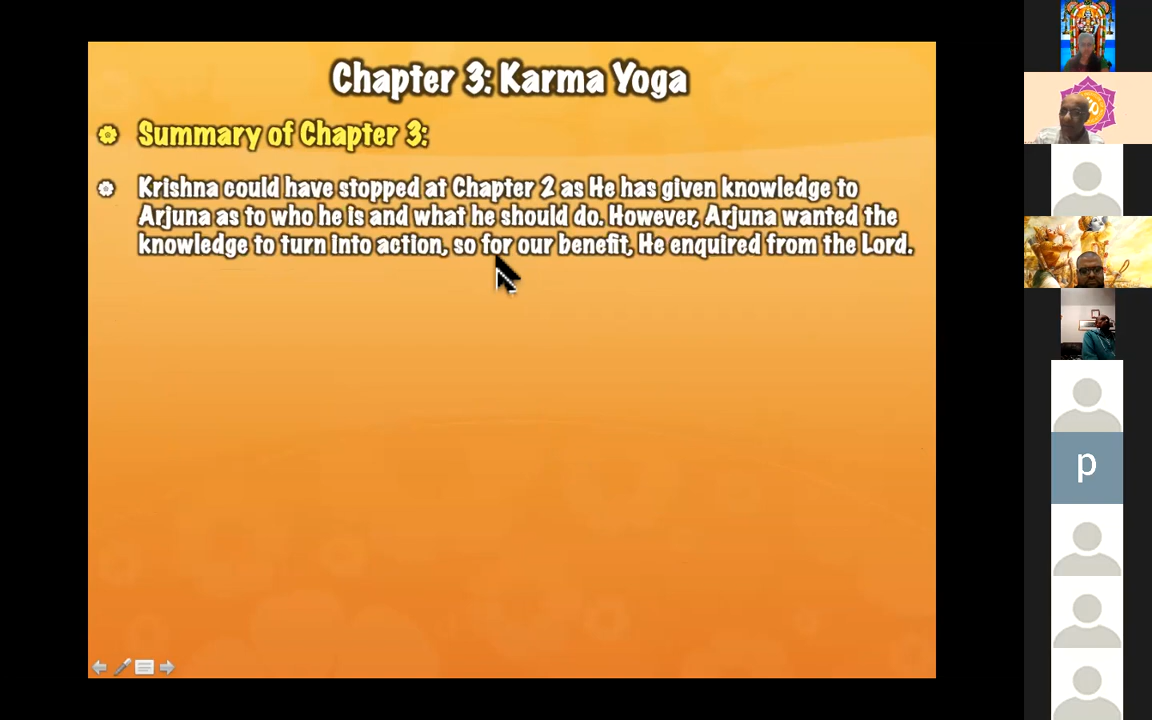 Chapter 3: Karma Yoga
Summary of Chapter 3:
Krishna could have stopped at Chapter 2 as He has given knowledge to
Arjuna as to who he is and what he should do. However, Arjuna wanted the
knowledge to turn into action, so for our benefit, He enquired from the Lord.
p